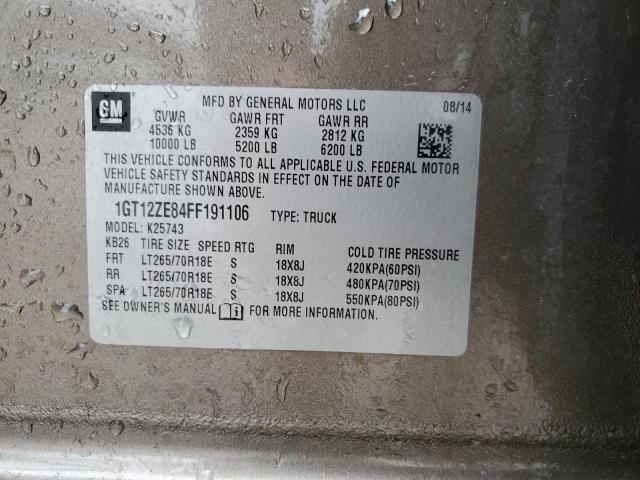 GM MFD BY GENERAL MOTORS LLC 08/14
GVWR GAWR FRT GAWR RR
4536 KG 2359 KG 2812 KG
10000 LB 5200 LB 6200 LB
THIS VEHICLE CONFORMS TO ALL APPLICABLE U.S. FEDERAL MOTOR
VEHICLE SAFETY STANDARDS IN EFFECT ON THE DATE OF
MANUFACTURE SHOWN ABOVE.
1GT12ZE84FF191106 TYPE: TRUCK
MODEL: K25743
KB26 TIRE SIZE SPEED RTG RIM COLD TIRE PRESSURE
FRT LT265/70R18E S 18X8J 420KPA(60PSI)
RR LT265/70R18E S 18X8J 480KPA(70PSI)
SPA LT265/70R18E S 18X8J 550KPA(80PSI)
SEE OWNER'S MANUAL FOR MORE INFORMATION.